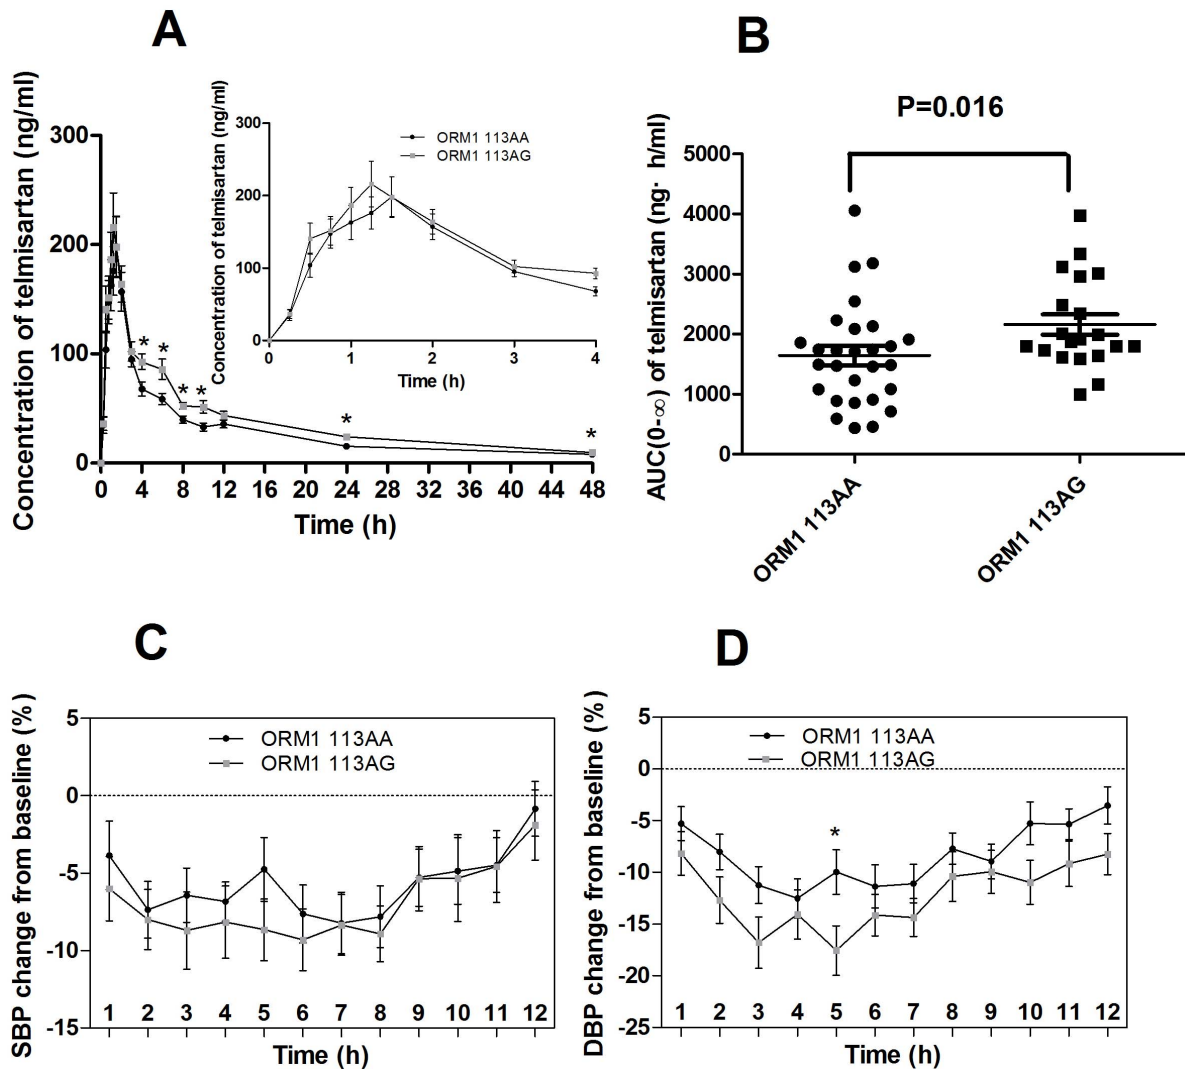 A
Concentration of telmisartan (ng/ml)
300
200
100
0
0 4 8 12 16 20 24 28 32 36 40 44 48
Time (h)
* * * * * *
Concentration of telmisartan (ng/ml)
300
200
100
0
0 1 2 3 4
Time (h)
ORM1 113AA
ORM1 113AG
B
P=0.016
AUC(0-∞) of telmisartan (ng· h/ml)
5000
4000
3000
2000
1000
0
ORM1 113AA
ORM1 113AG
C
SBP change from baseline (%)
5
0
-5
-10
-15
ORM1 113AA
ORM1 113AG
1 2 3 4 5 6 7 8 9 10 11 12
Time (h)
D
DBP change from baseline (%)
5
0
-5
-10
-15
-20
-25
ORM1 113AA
ORM1 113AG
*
1 2 3 4 5 6 7 8 9 10 11 12
Time (h)